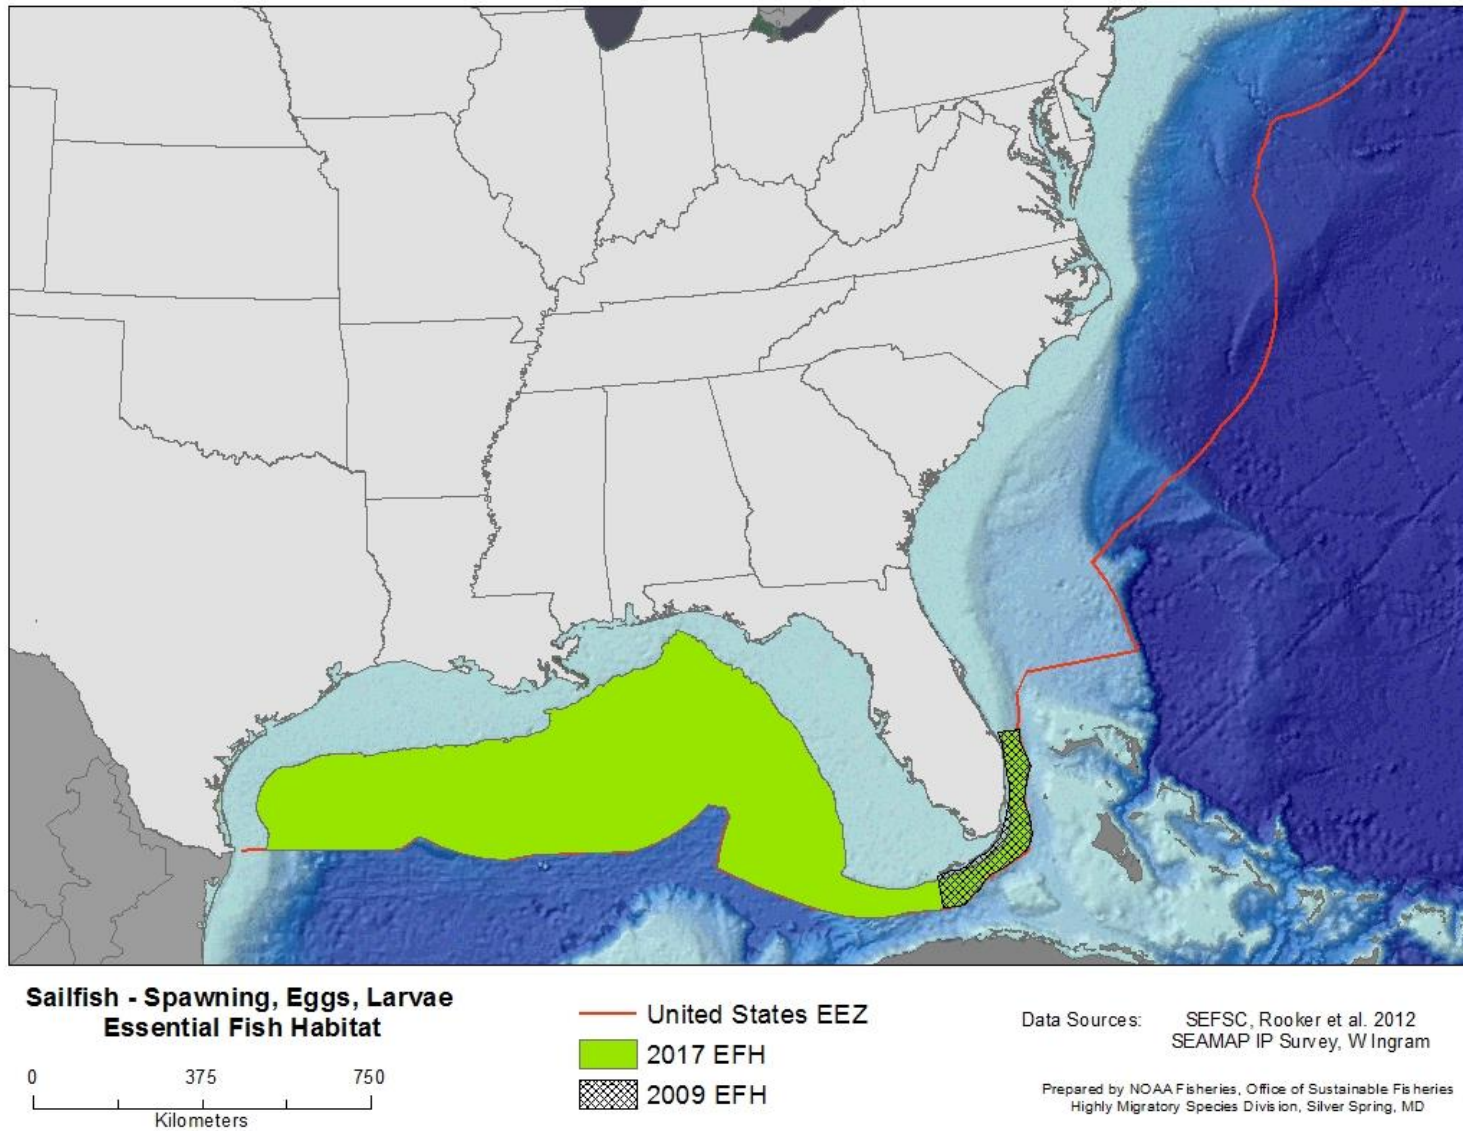 Sailfish - Spawning, Eggs, Larvae
Essential Fish Habitat
0 375 750
Kilometers
United States EEZ
2017 EFH
2009 EFH
Data Sources: SEFSC, Rooker et al. 2012
SEAMAP IP Survey, W Ingram
Prepared by NOAA Fisheries, Office of Sustainable Fisheries
Highly Migratory Species Division, Silver Spring, MD